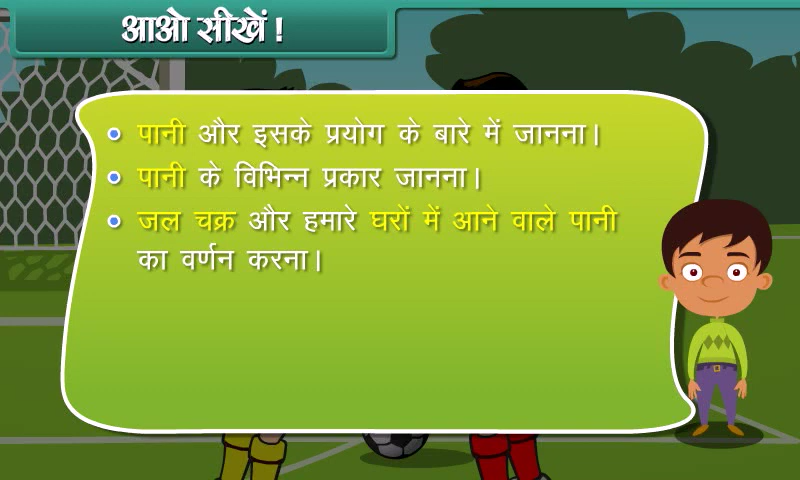 आओ सीखें!
• पानी और इसके प्रयोग के बारे में जानना।
• पानी के विभिन्न प्रकार जानना।
• जल चक्र और हमारे घरों में आने वाले पानी
का वर्णन करना।